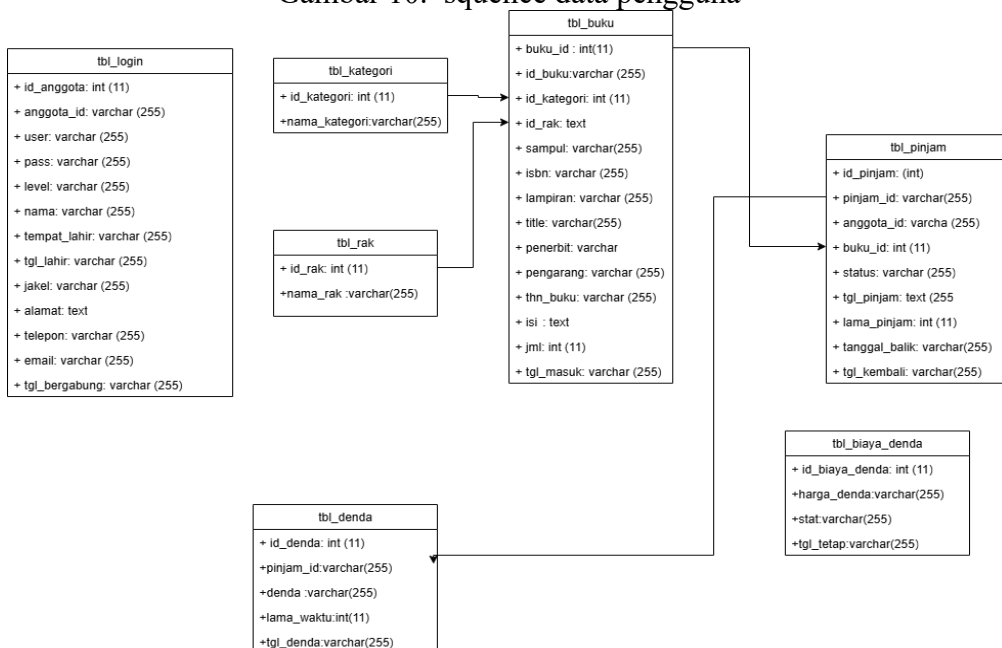 Gambar 10. squence data pengguna
tbl_login
+ id_anggota: int (11)
+ anggota_id: varchar (255)
+ user: varchar (255)
+ pass: varchar (255)
+ level: varchar (255)
+ nama: varchar (255)
+ tempat_lahir: varchar (255)
+ tgl_lahir: varchar (255)
+ jakel: varchar (255)
+ alamat: text
+ telepon: varchar (255)
+ email: varchar (255)
+ tgl_bergabung: varchar (255)
tbl_kategori
+ id_kategori: int (11)
+nama_kategori:varchar(255)
tbl_rak
+ id_rak: int (11)
+nama_rak :varchar(255)
tbl_buku
+ buku_id : int(11)
+ id_buku:varchar (255)
+ id_kategori: int (11)
+ id_rak: text
+ sampul: varchar(255)
+ isbn: varchar (255)
+ lampiran: varchar (255)
+ title: varchar(255)
+ penerbit: varchar
+ pengarang: varchar (255)
+ thn_buku: varchar (255)
+ isi : text
+ jml: int (11)
+ tgl_masuk: varchar (255)
tbl_pinjam
+ id_pinjam: (int)
+ pinjam_id: varchar(255)
+ anggota_id: varcha (255)
+ buku_id: int (11)
+ status: varchar (255)
+ tgl_pinjam: text (255
+ lama_pinjam: int (11)
+ tanggal_balik: varchar(255)
+ tgl_kembali: varchar(255)
tbl_biaya_denda
+ id_biaya_denda: int (11)
+harga_denda:varchar(255)
+stat:varchar(255)
+tgl_tetap:varchar(255)
tbl_denda
+ id_denda: int (11)
+pinjam_id:varchar(255)
+denda :varchar(255)
+lama_waktu:int(11)
+tgl_denda:varchar(255)